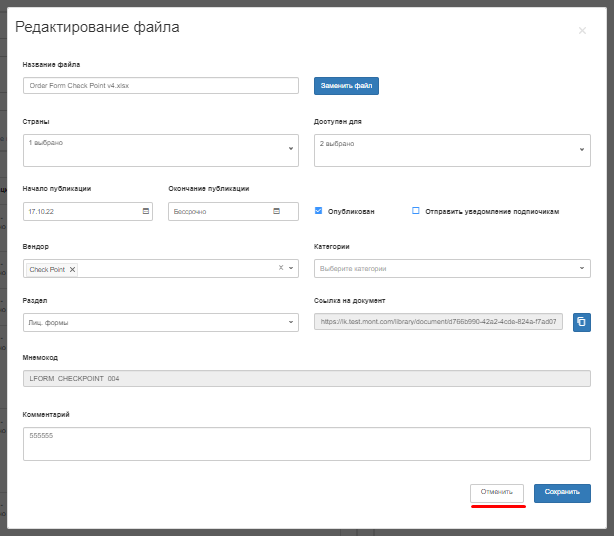 Редактирование файла
×
Название файла
Order Form Check Point v4.xlsx
Заменить файл
Страны
Доступен для
1 выбрано
2 выбрано
Начало публикации
Окончание публикации
17.10.22
Бессрочно
Опубликован
Отправить уведомление подписчикам
Вендор
Категории
Check Point ×
×
Выберите категории
Раздел
Ссылка на документ
Лиц. формы
https://lk.test.mont.com/library/document/d766b990-42a2-4cde-824a-f7ad07
Мнемокод
LFORM_CHECKPOINT_004
Комментарий
555555
Отменить
Сохранить